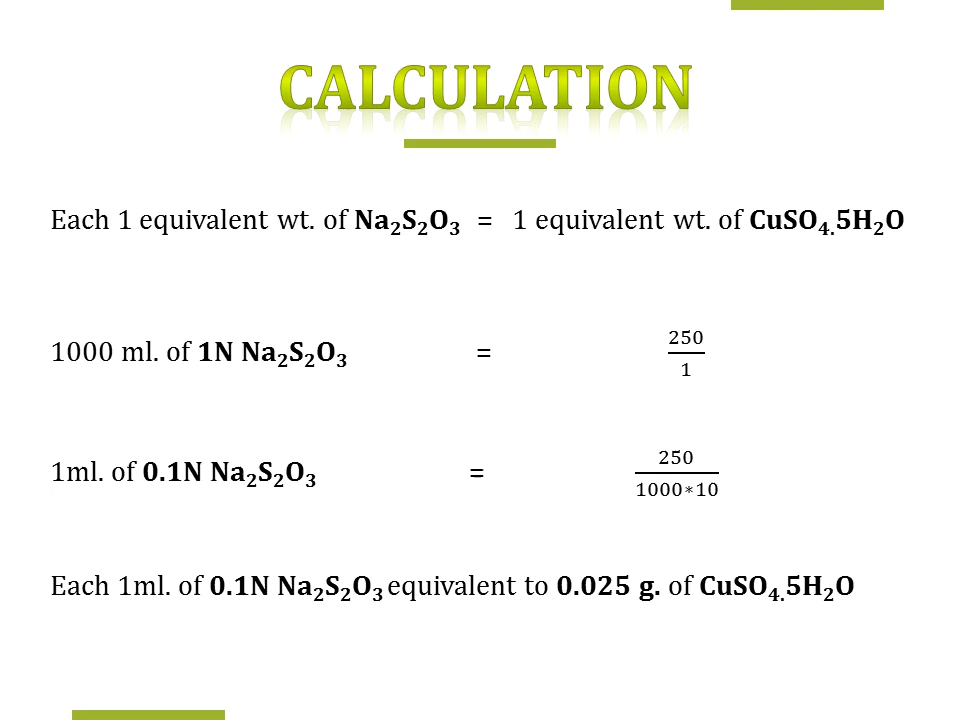 CALCULATION
Each 1 equivalent wt. of Na₂S₂O₃ = 1 equivalent wt. of CuSO₄.5H₂O
1000 ml. of 1N Na₂S₂O₃ = 250/1
1ml. of 0.1N Na₂S₂O₃ = 250/1000*10
Each 1ml. of 0.1N Na₂S₂O₃ equivalent to 0.025 g. of CuSO₄.5H₂O